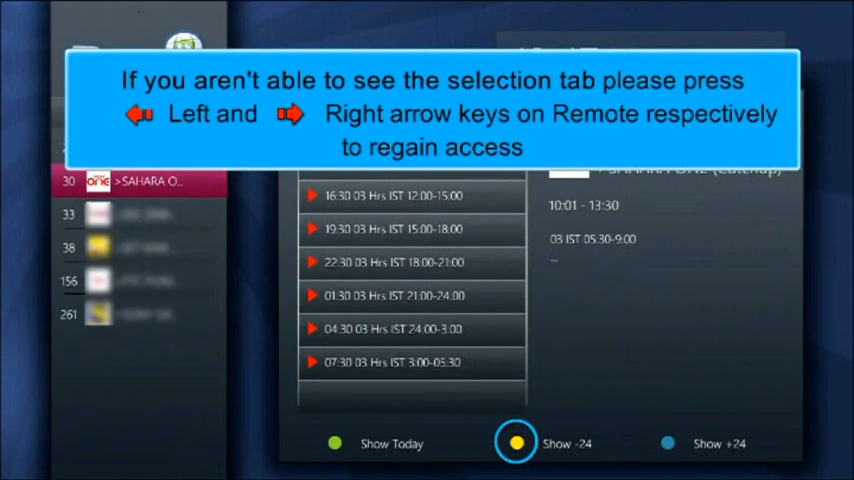 If you aren't able to see the selection tab please press
Left and Right arrow keys on Remote respectively
to regain access
30 ONE >SAHARA O..
33
38
156
261
16:30 03 Hrs IST 12.00-15:00
19:30 03 Hrs IST 15.00-18:00
22:30 03 Hrs IST 18.00-21:00
01:30 03 Hrs IST 21.00-24.00
04:30 03 Hrs IST 24.00-3.00
07:30 03 Hrs IST 3:00-05.30
> SAHARA ONE (Catchup)
10:01 - 13:30
03 IST 05.30-9:00
...
Show Today
Show -24
Show +24